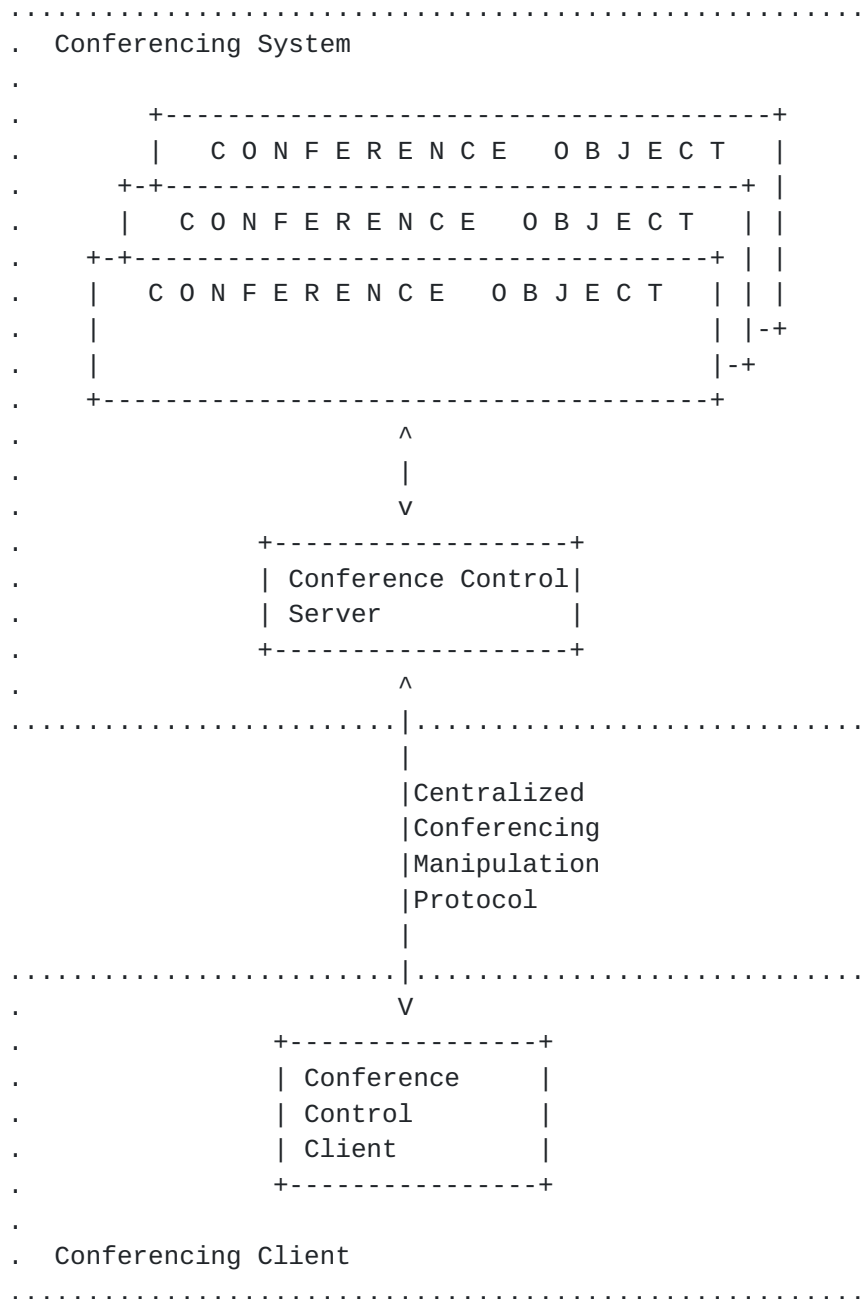 Conferencing System
C O N F E R E N C E   O B J E C T
C O N F E R E N C E   O B J E C T
C O N F E R E N C E   O B J E C T
Conference Control
Server
Centralized
Conferencing
Manipulation
Protocol
Conference
Control
Client
Conferencing Client